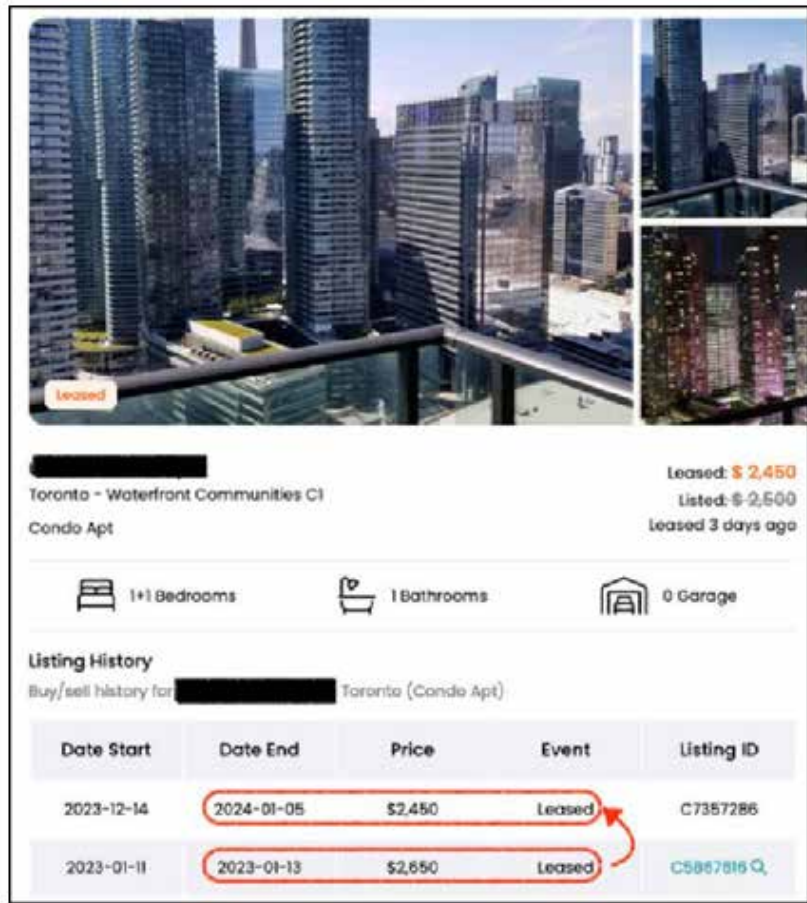 Leased
Toronto - Waterfront Communities C1
Condo Apt
Leased: $ 2,450
Listed: $ 2,500
Leased 3 days ago
1+1 Bedrooms
1 Bathrooms
0 Garage
Listing History
Buy/sell history for Toronto (Condo Apt)
Date Start Date End Price Event Listing ID
2023-12-14 2024-01-05 $2,450 Leased C7357286
2023-01-11 2023-01-13 $2,650 Leased C5867816